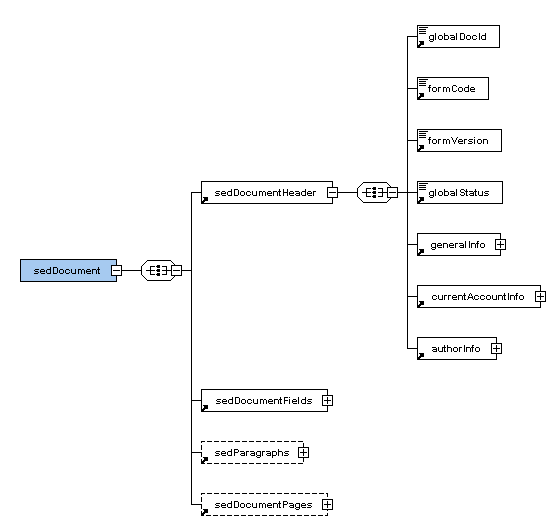 globalDocId
formCode
formVersion
sedDocumentHeader
globalStatus
generalInfo
sedDocument
currentAccountInfo
authorInfo
sedDocumentFields
sedParagraphs
sedDocumentPages